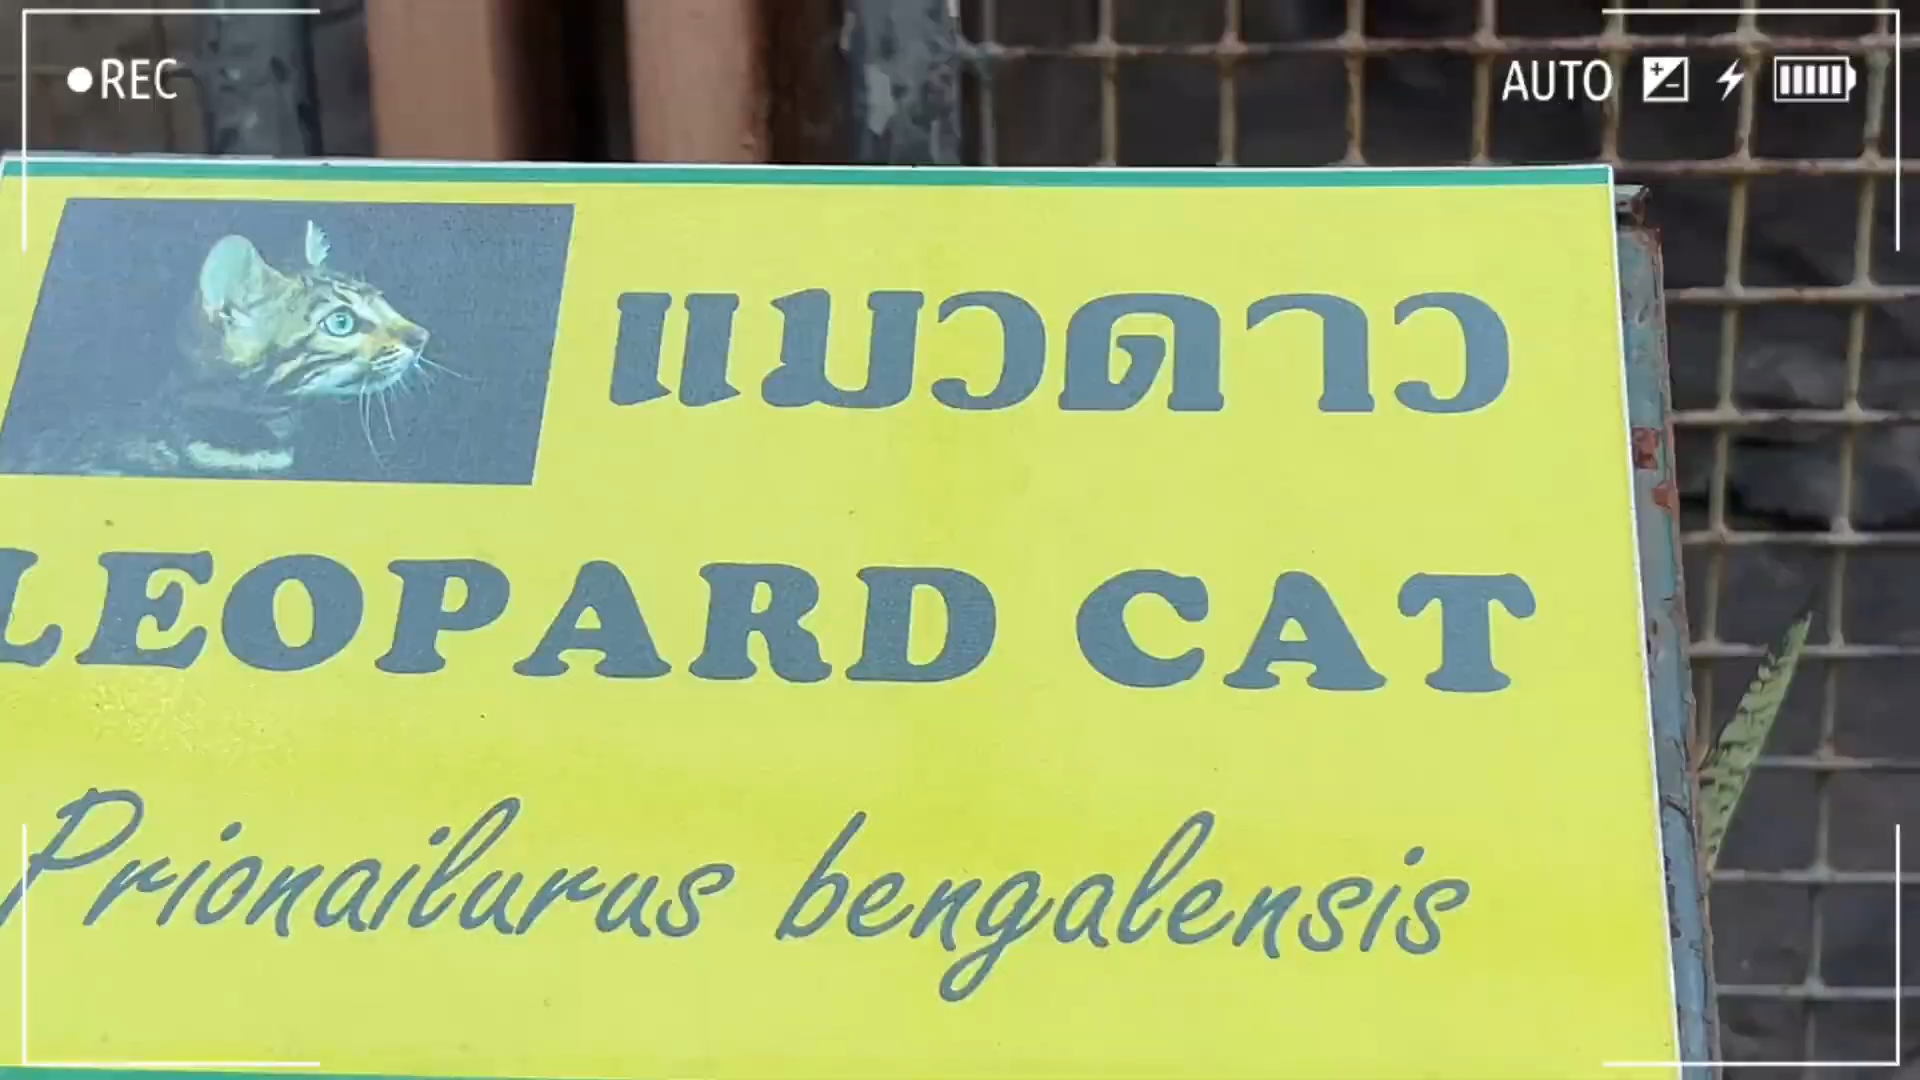 REC
AUTO
แมวดาว
LEOPARD CAT
Prionailurus bengalensis